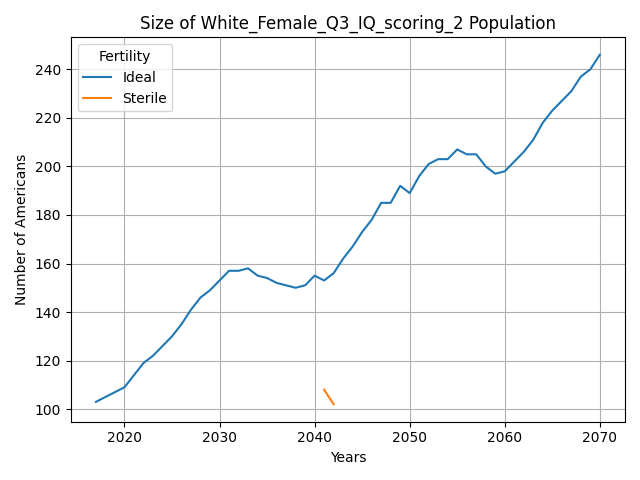 Size of White_Female_Q3_IQ_scoring_2 Population
Fertility
Ideal
Sterile
Number of Americans
240
220
200
180
160
140
120
100
2020 2030 2040 2050 2060 2070
Years